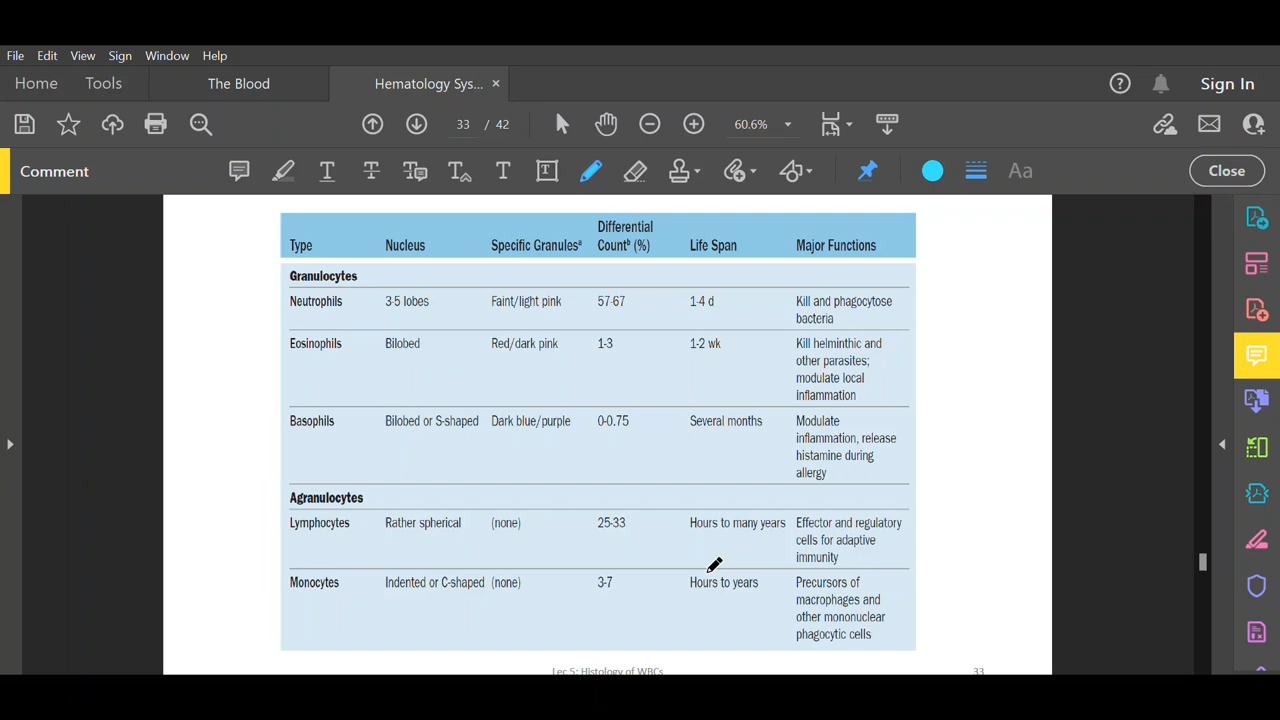 File Edit View Sign Window Help
Home Tools The Blood Hematology Sys... × Sign In
33 / 42 60.6%
Comment Aa Close
Type Nucleus Specific Granulesᵃ Differential Countᵇ (%) Life Span Major Functions
Granulocytes
Neutrophils 3-5 lobes Faint/light pink 57-67 1-4 d Kill and phagocytose
bacteria
Eosinophils Bilobed Red/dark pink 1-3 1-2 wk Kill helminthic and
other parasites;
modulate local
inflammation
Basophils Bilobed or S-shaped Dark blue/purple 0-0.75 Several months Modulate
inflammation, release
histamine during
allergy
Agranulocytes
Lymphocytes Rather spherical (none) 25-33 Hours to many years Effector and regulatory
cells for adaptive
immunity
Monocytes Indented or C-shaped (none) 3-7 Hours to years Precursors of
macrophages and
other mononuclear
phagocytic cells
Lec 5: Histology of WBCs 33